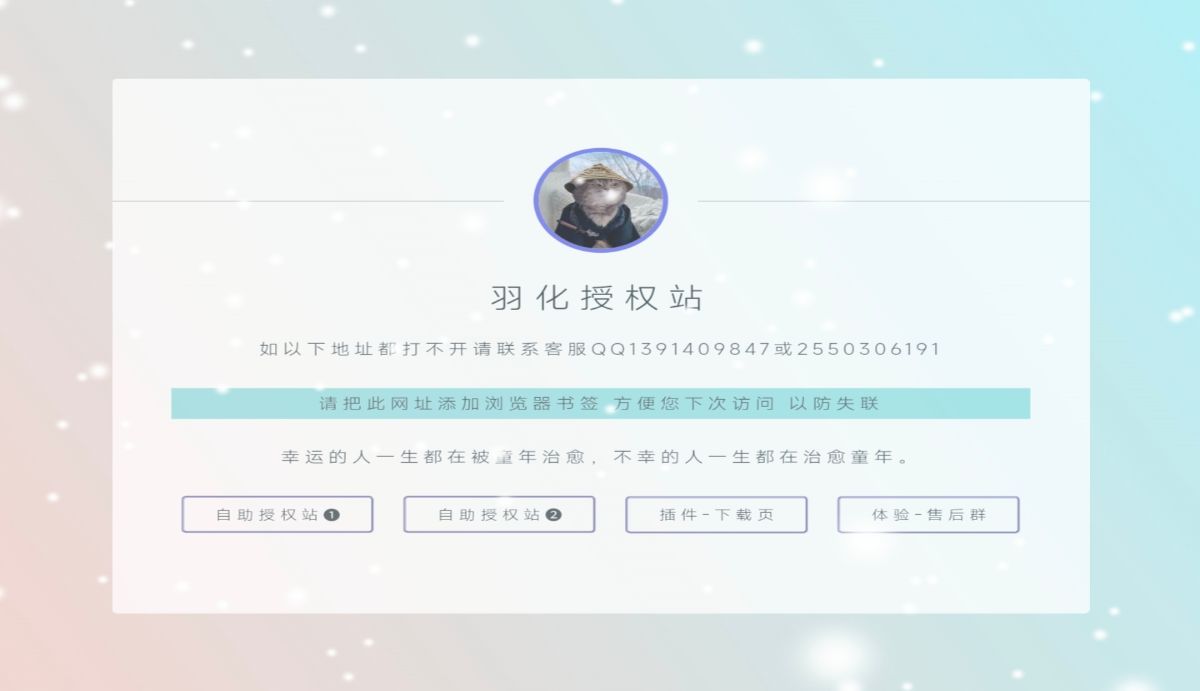 羽化授权站
如以下地址都打不开请联系客服QQ1391409847或2550306191
请把此网址添加浏览器书签 方便您下次访问 以防失联
幸运的人一生都在被童年治愈，不幸的人一生都在治愈童年。
自助授权站❶ 自助授权站❷ 插件-下载页 体验-售后群